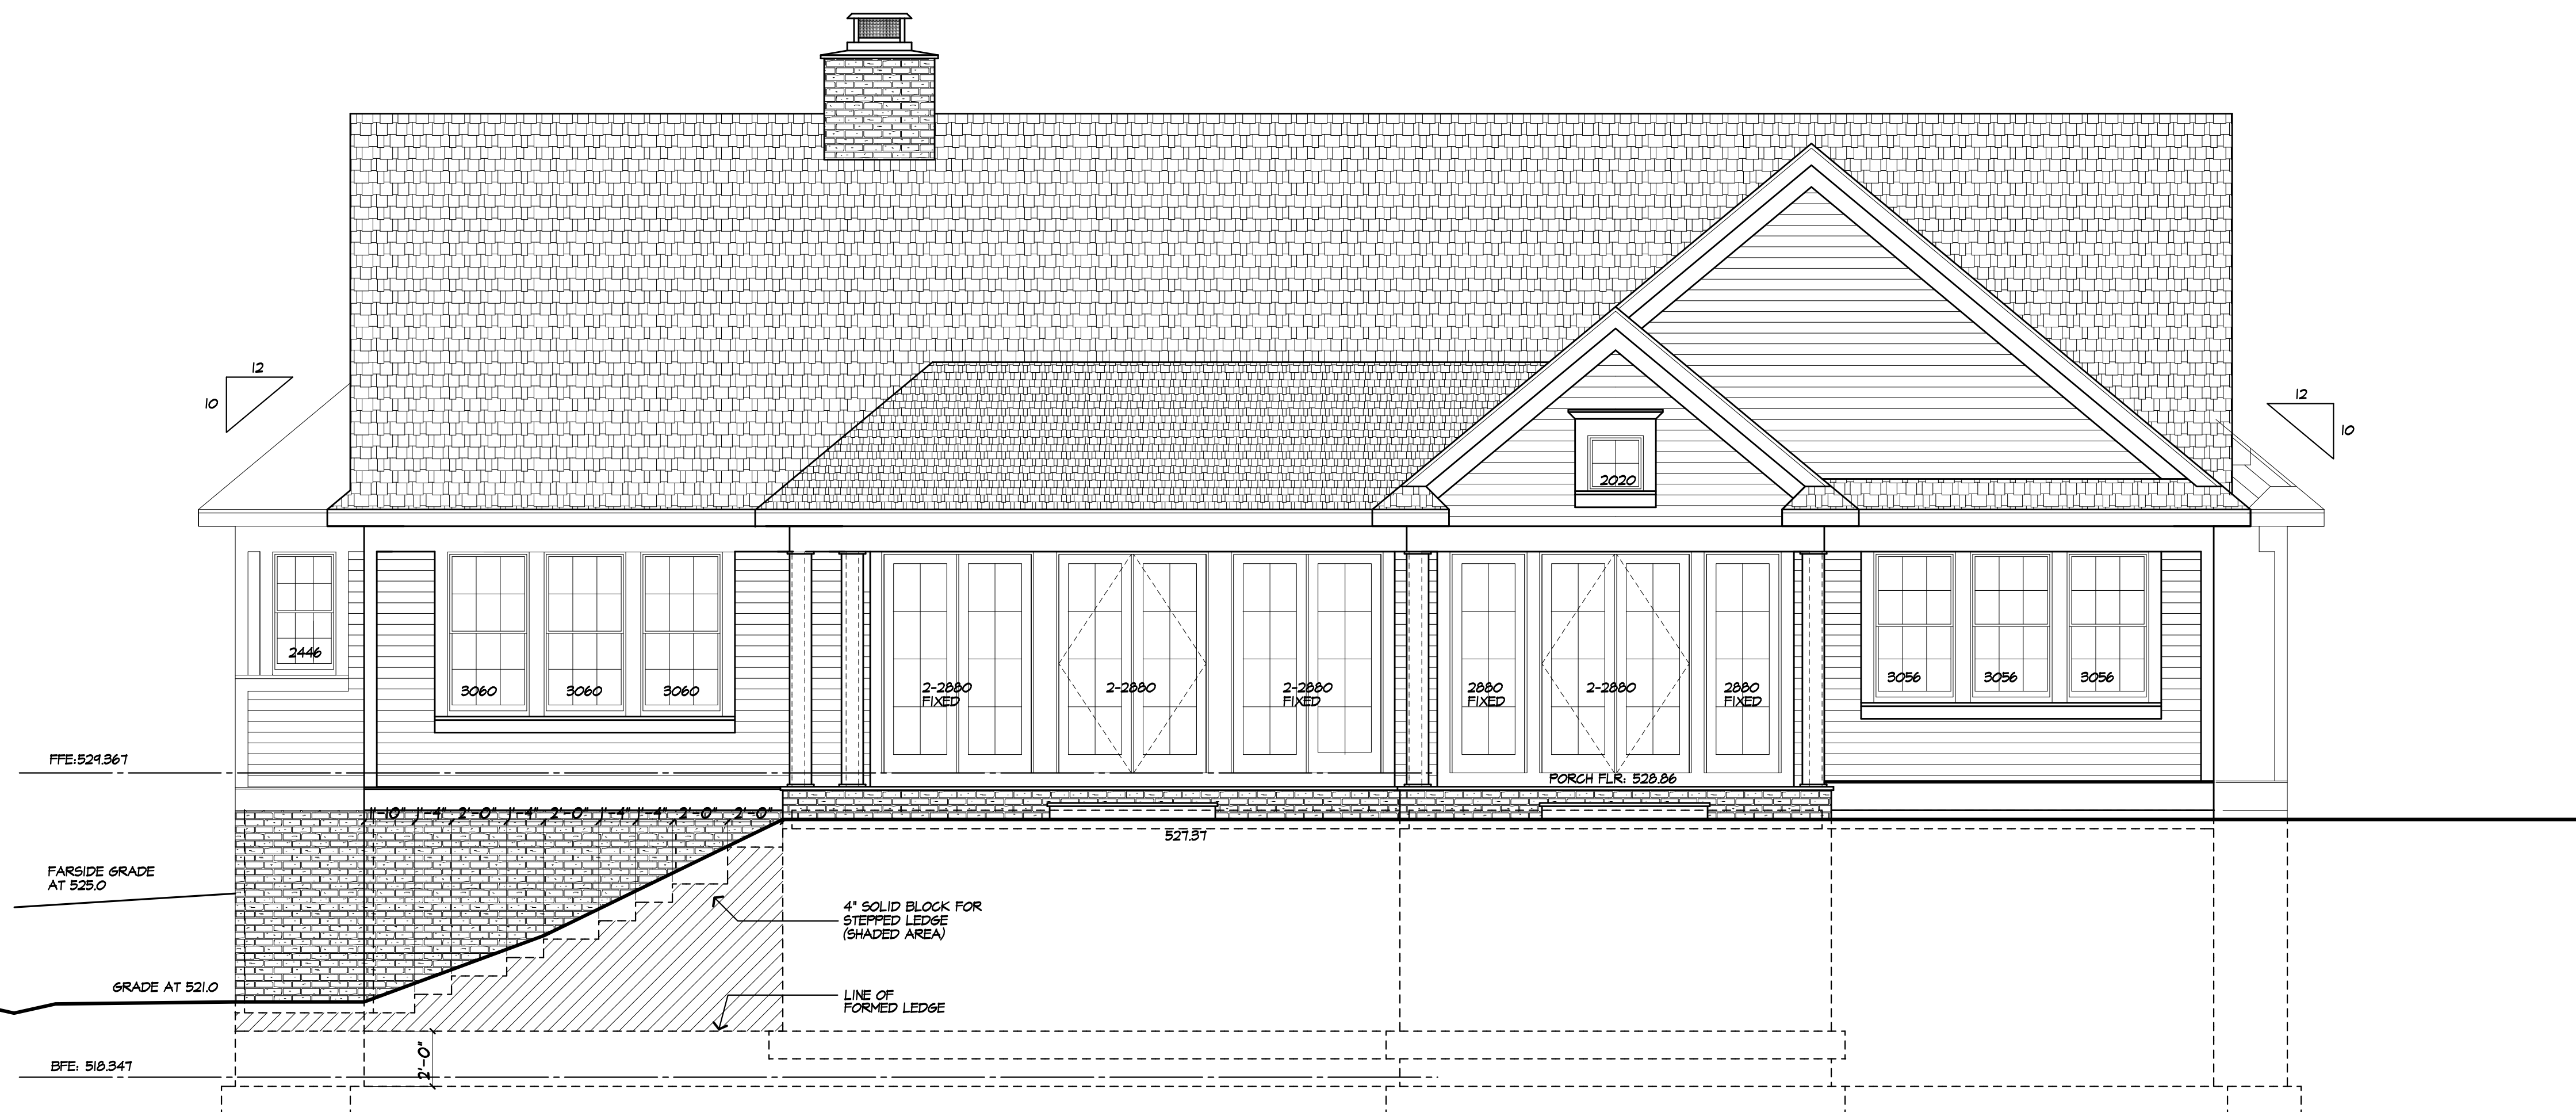 12
10
12
10
2020
2446
3060
3060
3060
2-2880
FIXED
2-2880
2-2880
FIXED
2880
FIXED
2-2880
2880
FIXED
3056
3056
3056
FFE:529.367
PORCH FLR: 528.86
1'-10"
1'-4"
2'-0"
1'-4"
2'-0"
1'-4"
1'-4"
2'-0"
2'-0"
527.37
FARSIDE GRADE
AT 525.0
4" SOLID BLOCK FOR
STEPPED LEDGE
(SHADED AREA)
GRADE AT 521.0
LINE OF
FORMED LEDGE
2'-0"
BFE: 518.347